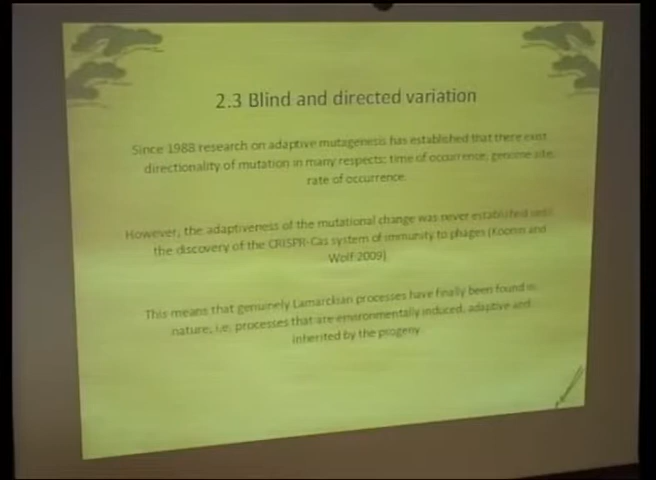 2.3 Blind and directed variation
Since 1988 research on adaptive mutagenesis has established that there exist
directionality of mutation in many respects: time of occurrence, genome site,
rate of occurrence
However, the adaptiveness of the mutational change was never established until
the discovery of the CRISPR-Cas system of immunity to phages (Koonin and
Wolf 2009)
This means that genuinely Lamarckian processes have finally been found in
nature, i.e. processes that are environmentally induced, adaptive and
inherited by the progeny